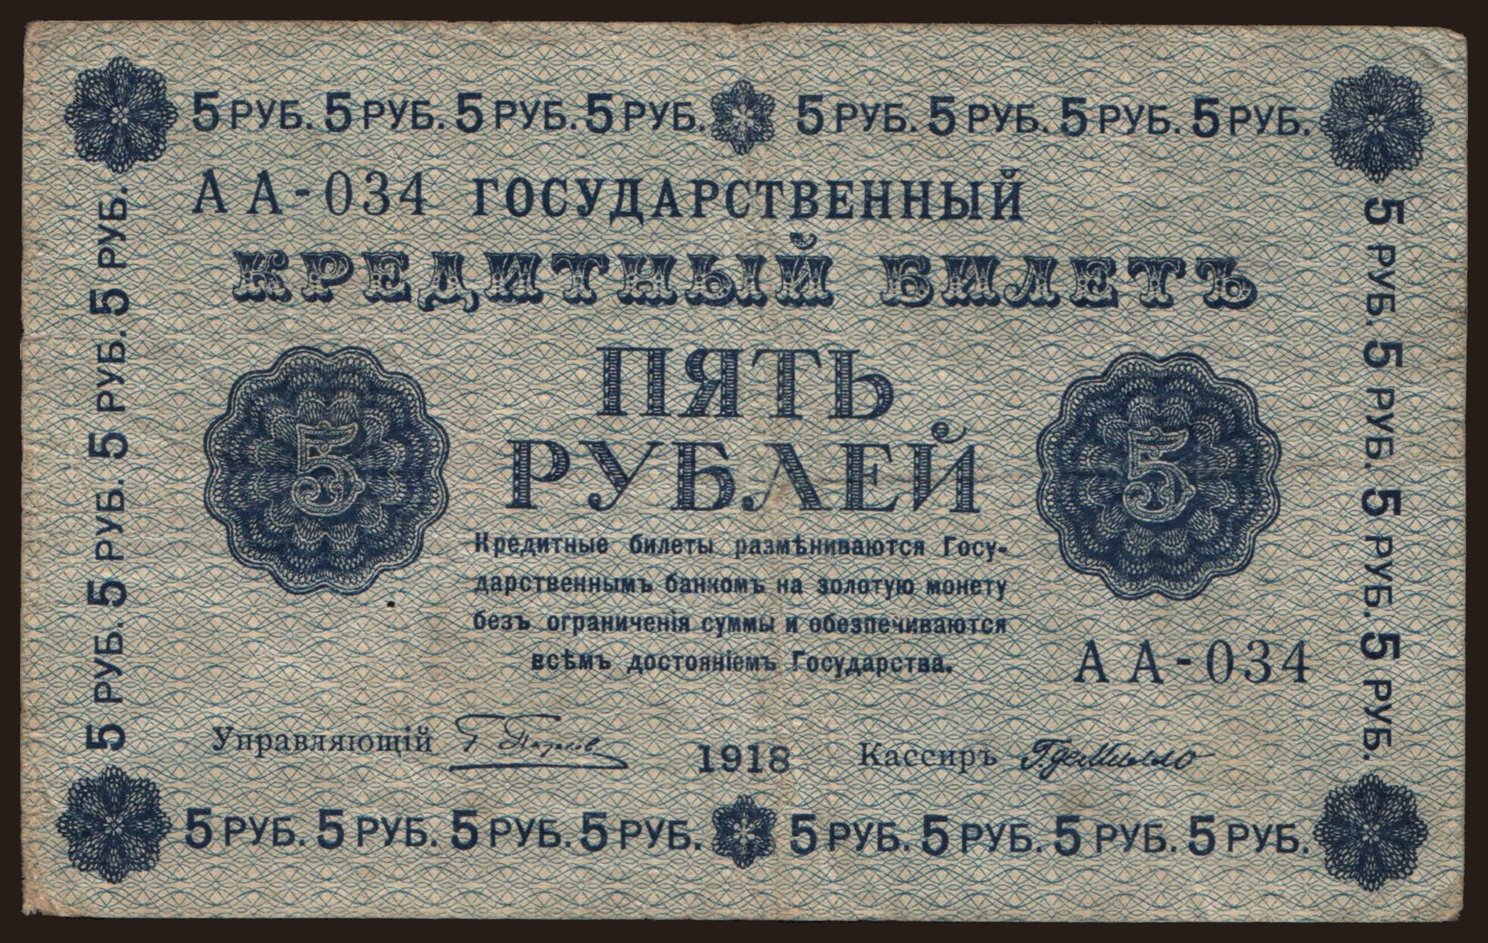 5 РУБ. 5 РУБ. 5 РУБ. 5 РУБ. 5 РУБ. 5 РУБ. 5 РУБ. 5 РУБ.
АА-034 ГОСУДАРСТВЕННЫЙ
КРЕДИТНЫЙ БИЛЕТЪ
5 РУБ. 5 РУБ. 5 РУБ. 5 РУБ.
5 РУБ. 5 РУБ. 5 РУБ. 5 РУБ.
ПЯТЬ
РУБЛЕЙ
5
5
Кредитные билеты размѣниваются Госу-
дарственнымъ банкомъ на золотую монету
безъ ограниченія суммы и обезпечиваются
всѣмъ достояніемъ Государства.
АА-034
Управляющій 1918 Кассиръ
5 РУБ. 5 РУБ. 5 РУБ. 5 РУБ. 5 РУБ. 5 РУБ. 5 РУБ. 5 РУБ.